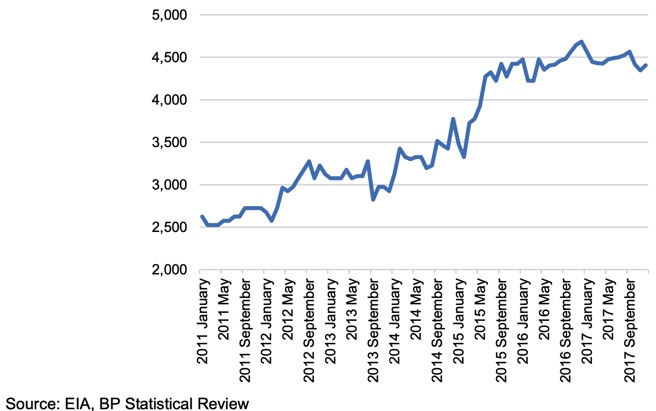 5,000
4,500
4,000
3,500
3,000
2,500
2,000
2011 January
2011 May
2011 September
2012 January
2012 May
2012 September
2013 January
2013 May
2013 September
2014 January
2014 May
2014 September
2015 January
2015 May
2015 September
2016 January
2016 May
2016 September
2017 January
2017 May
2017 September
Source: EIA, BP Statistical Review